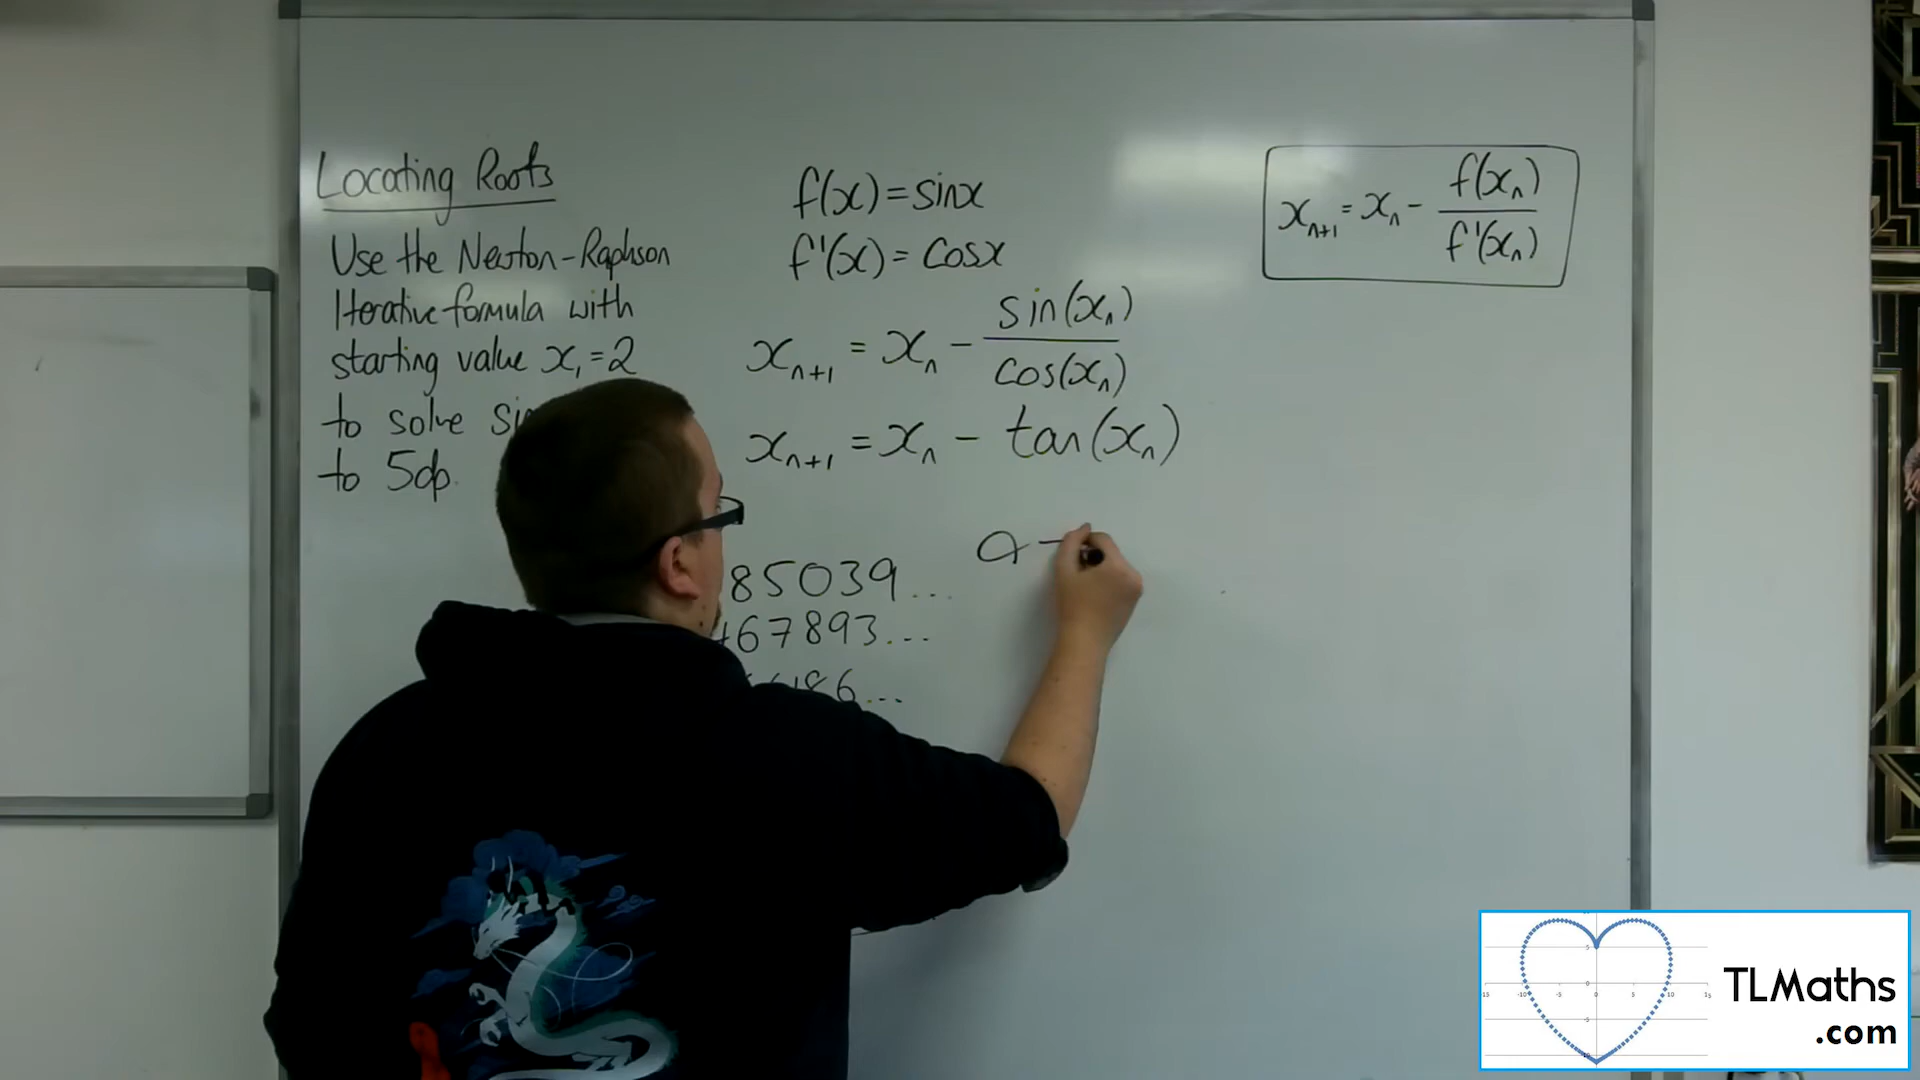 Locating Roots
Use the Newton-Raphson
Iterative formula with
starting value x₁=2
to solve
to 5dp.
f(x)=sinx
f'(x)=cosx
xₙ₊₁ = xₙ - sin(xₙ)/cos(xₙ)
xₙ₊₁ = xₙ - tan(xₙ)
85039...
67893...
186...
a
xₙ₊₁ = xₙ - f(xₙ)/f'(xₙ)
TLMaths
.com